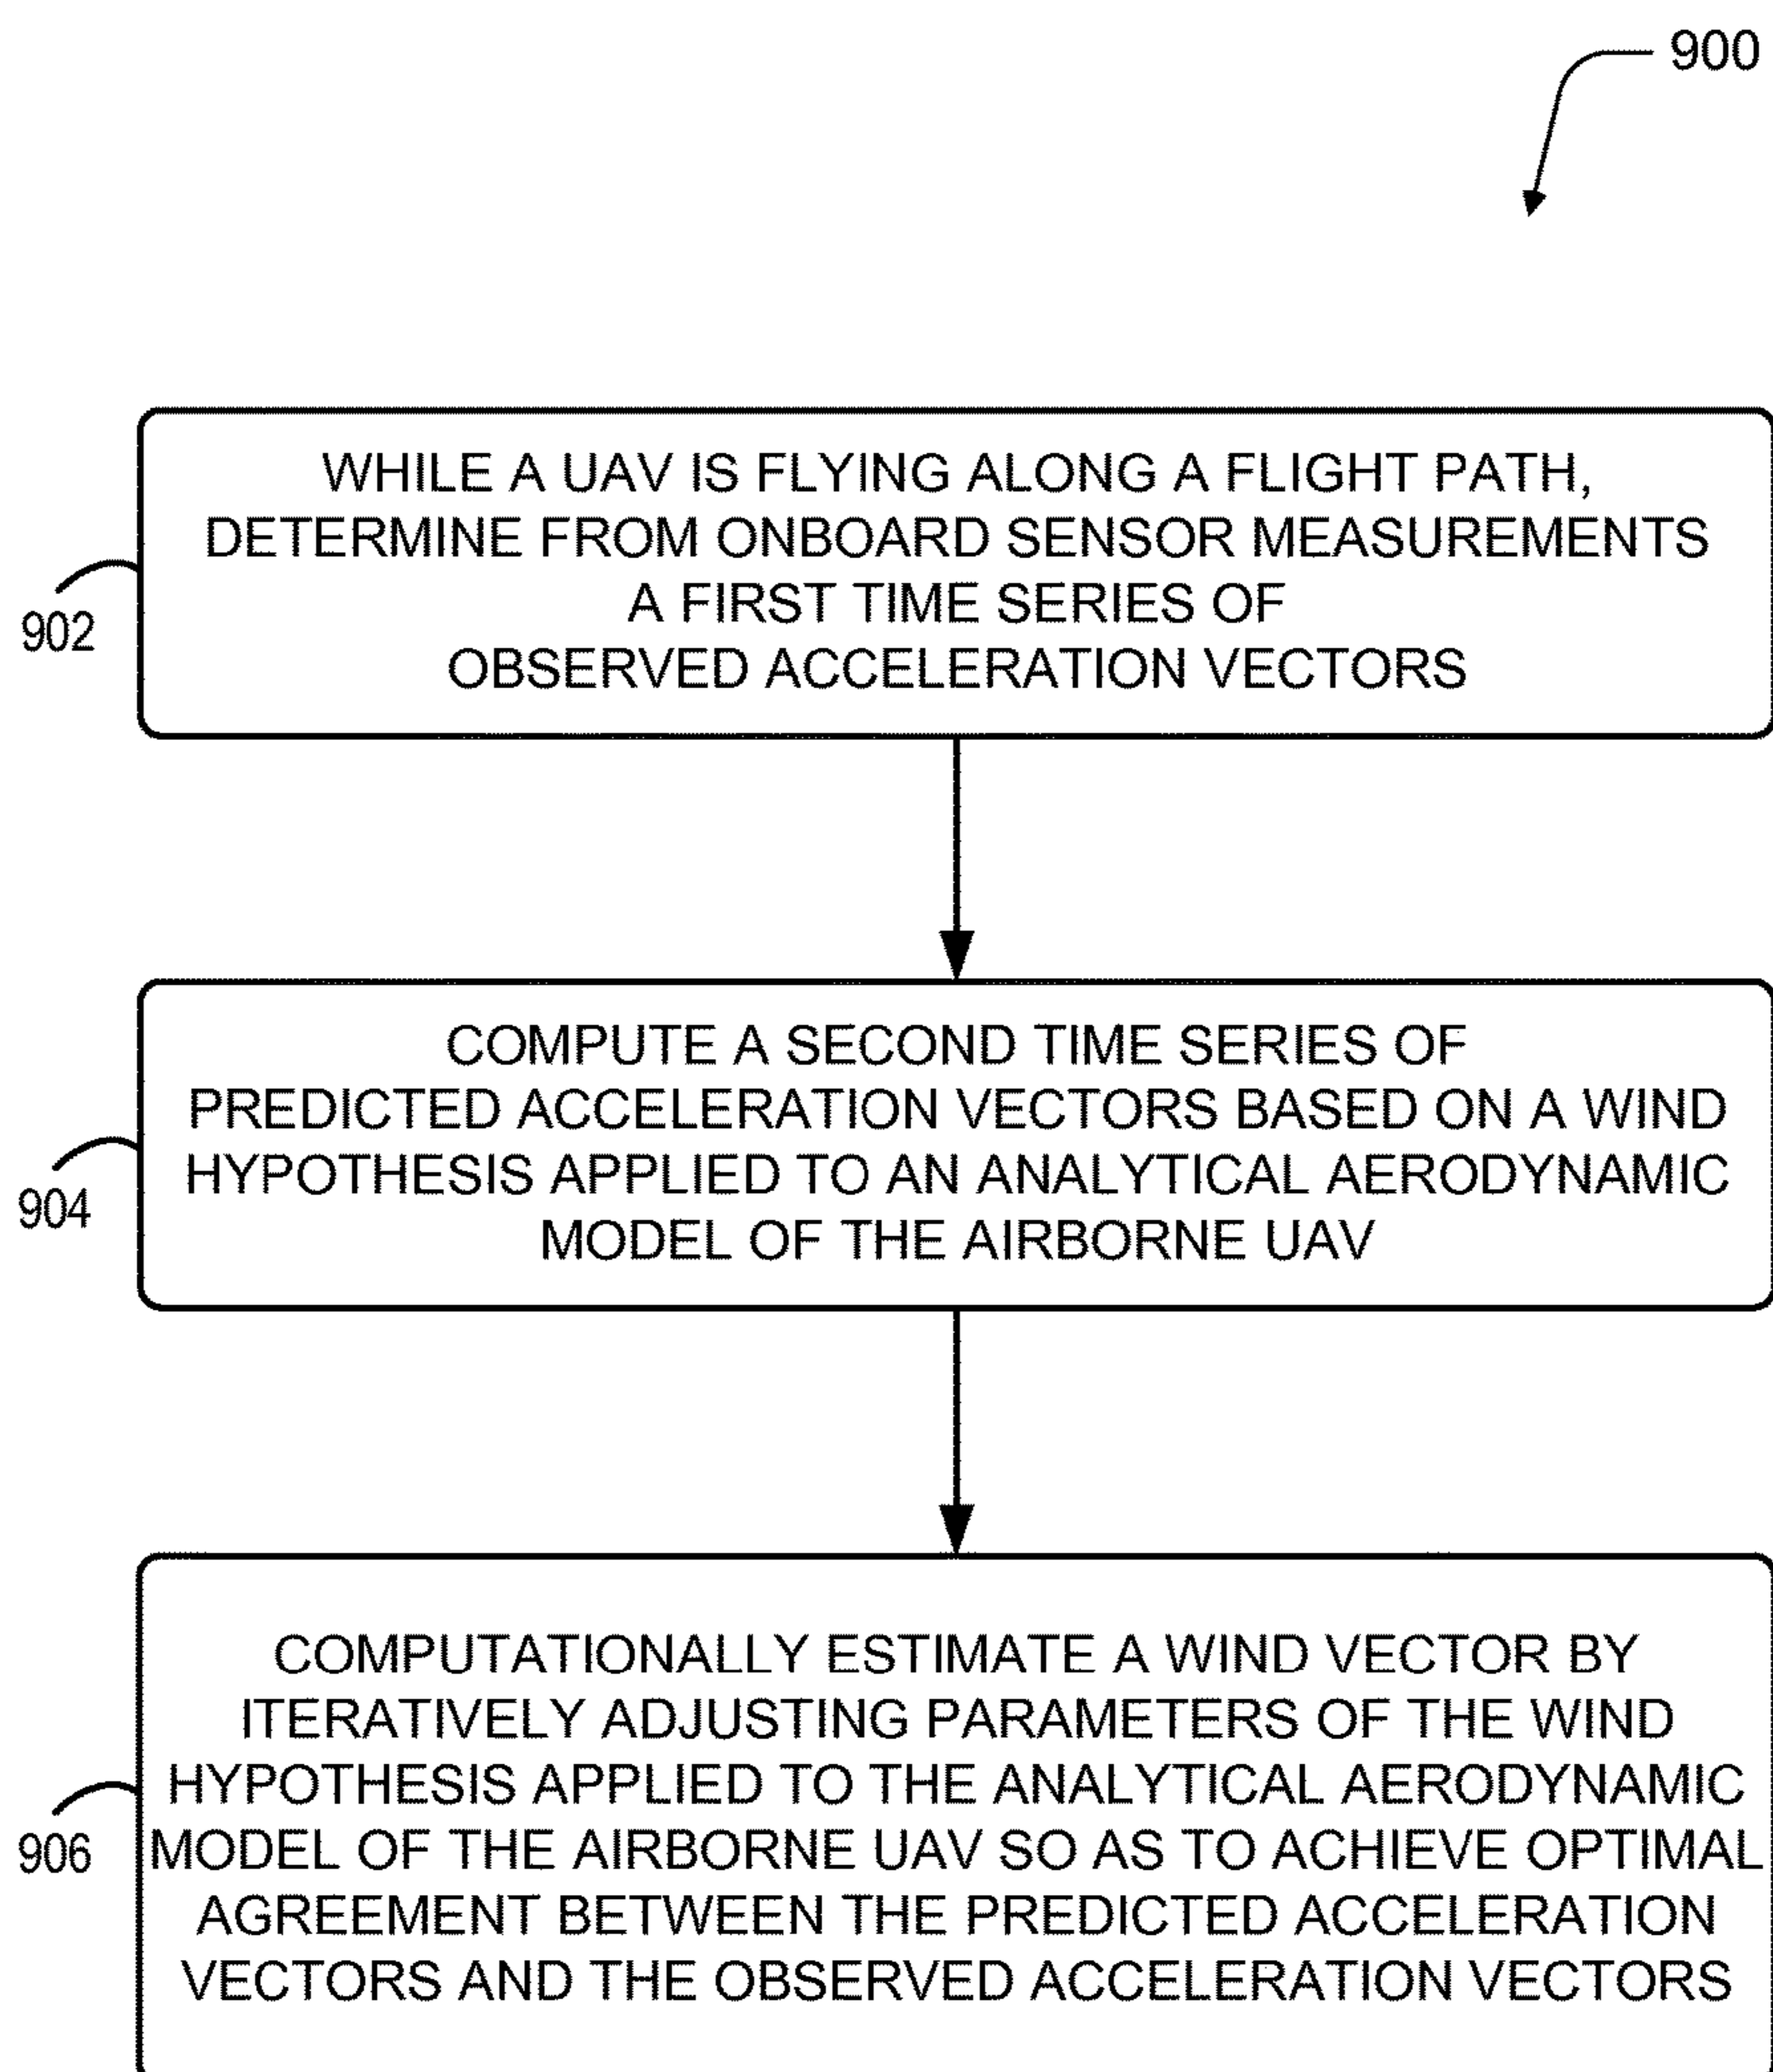 900
WHILE A UAV IS FLYING ALONG A FLIGHT PATH,
DETERMINE FROM ONBOARD SENSOR MEASUREMENTS
A FIRST TIME SERIES OF
OBSERVED ACCELERATION VECTORS
902
COMPUTE A SECOND TIME SERIES OF
PREDICTED ACCELERATION VECTORS BASED ON A WIND
HYPOTHESIS APPLIED TO AN ANALYTICAL AERODYNAMIC
MODEL OF THE AIRBORNE UAV
904
COMPUTATIONALLY ESTIMATE A WIND VECTOR BY
ITERATIVELY ADJUSTING PARAMETERS OF THE WIND
HYPOTHESIS APPLIED TO THE ANALYTICAL AERODYNAMIC
MODEL OF THE AIRBORNE UAV SO AS TO ACHIEVE OPTIMAL
AGREEMENT BETWEEN THE PREDICTED ACCELERATION
VECTORS AND THE OBSERVED ACCELERATION VECTORS
906